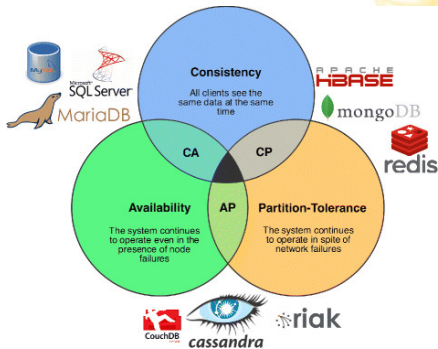 MySQL
Microsoft
SQL Server
MariaDB
Consistency
All clients see the
same data at the same
time
APACHE
HBASE
mongoDB
redis
CA
CP
Availability
AP
Partition-Tolerance
The system continues
to operate even in the
presence of node
failures
The system continues
to operate in spite of
network failures
CouchDB
cassandra
riak